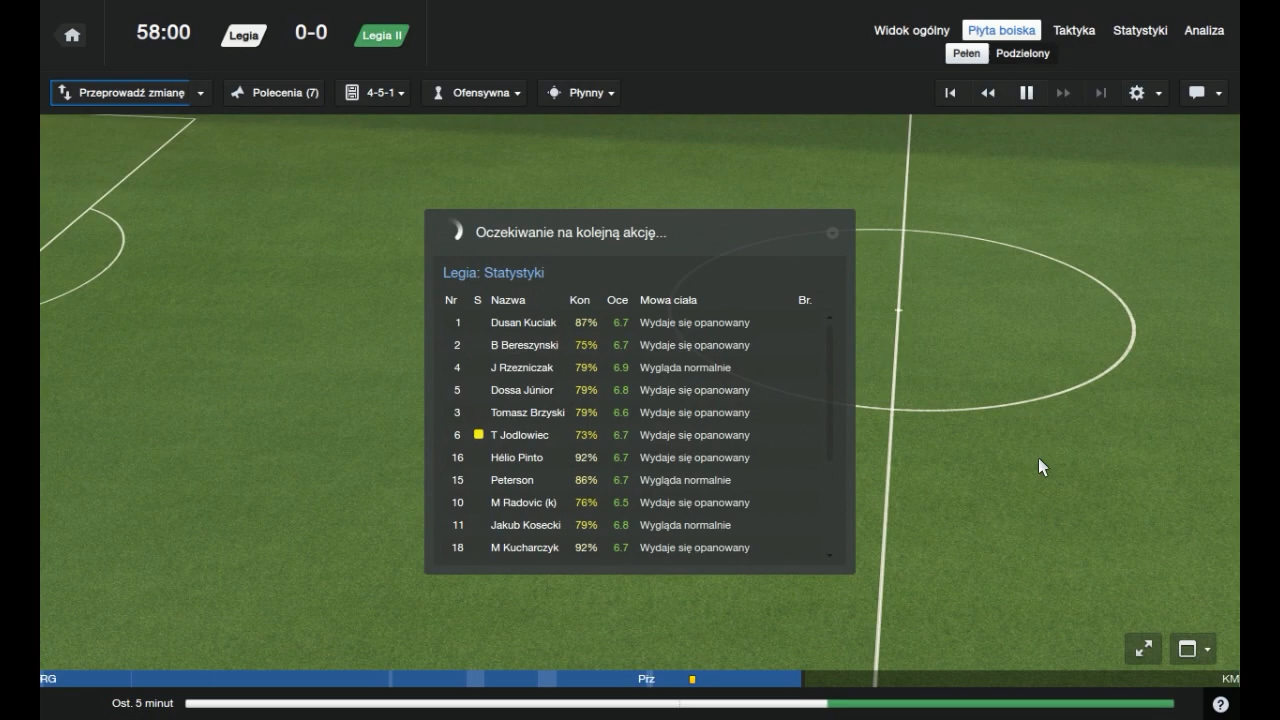 58:00 Legia 0-0 Legia II
Widok ogólny Płyta boiska Taktyka Statystyki Analiza
Pełen Podzielony
Przeprowadź zmianę Polecenia (7) 4-5-1 Ofensywna Płynny
Oczekiwanie na kolejną akcję...
Legia: Statystyki
Nr S Nazwa Kon Oce Mowa ciała Br.
1 Dusan Kuciak 87% 6.7 Wydaje się opanowany
2 B Bereszynski 75% 6.7 Wydaje się opanowany
4 J Rzezniczak 79% 6.9 Wygląda normalnie
5 Dossa Júnior 79% 6.8 Wydaje się opanowany
3 Tomasz Brzyski 79% 6.6 Wydaje się opanowany
6 T Jodlowiec 73% 6.7 Wydaje się opanowany
16 Hélio Pinto 92% 6.7 Wydaje się opanowany
15 Peterson 86% 6.7 Wygląda normalnie
10 M Radovic (k) 76% 6.5 Wydaje się opanowany
11 Jakub Kosecki 79% 6.8 Wygląda normalnie
18 M Kucharczyk 92% 6.7 Wydaje się opanowany
RG Prz KM
Ost. 5 minut ?